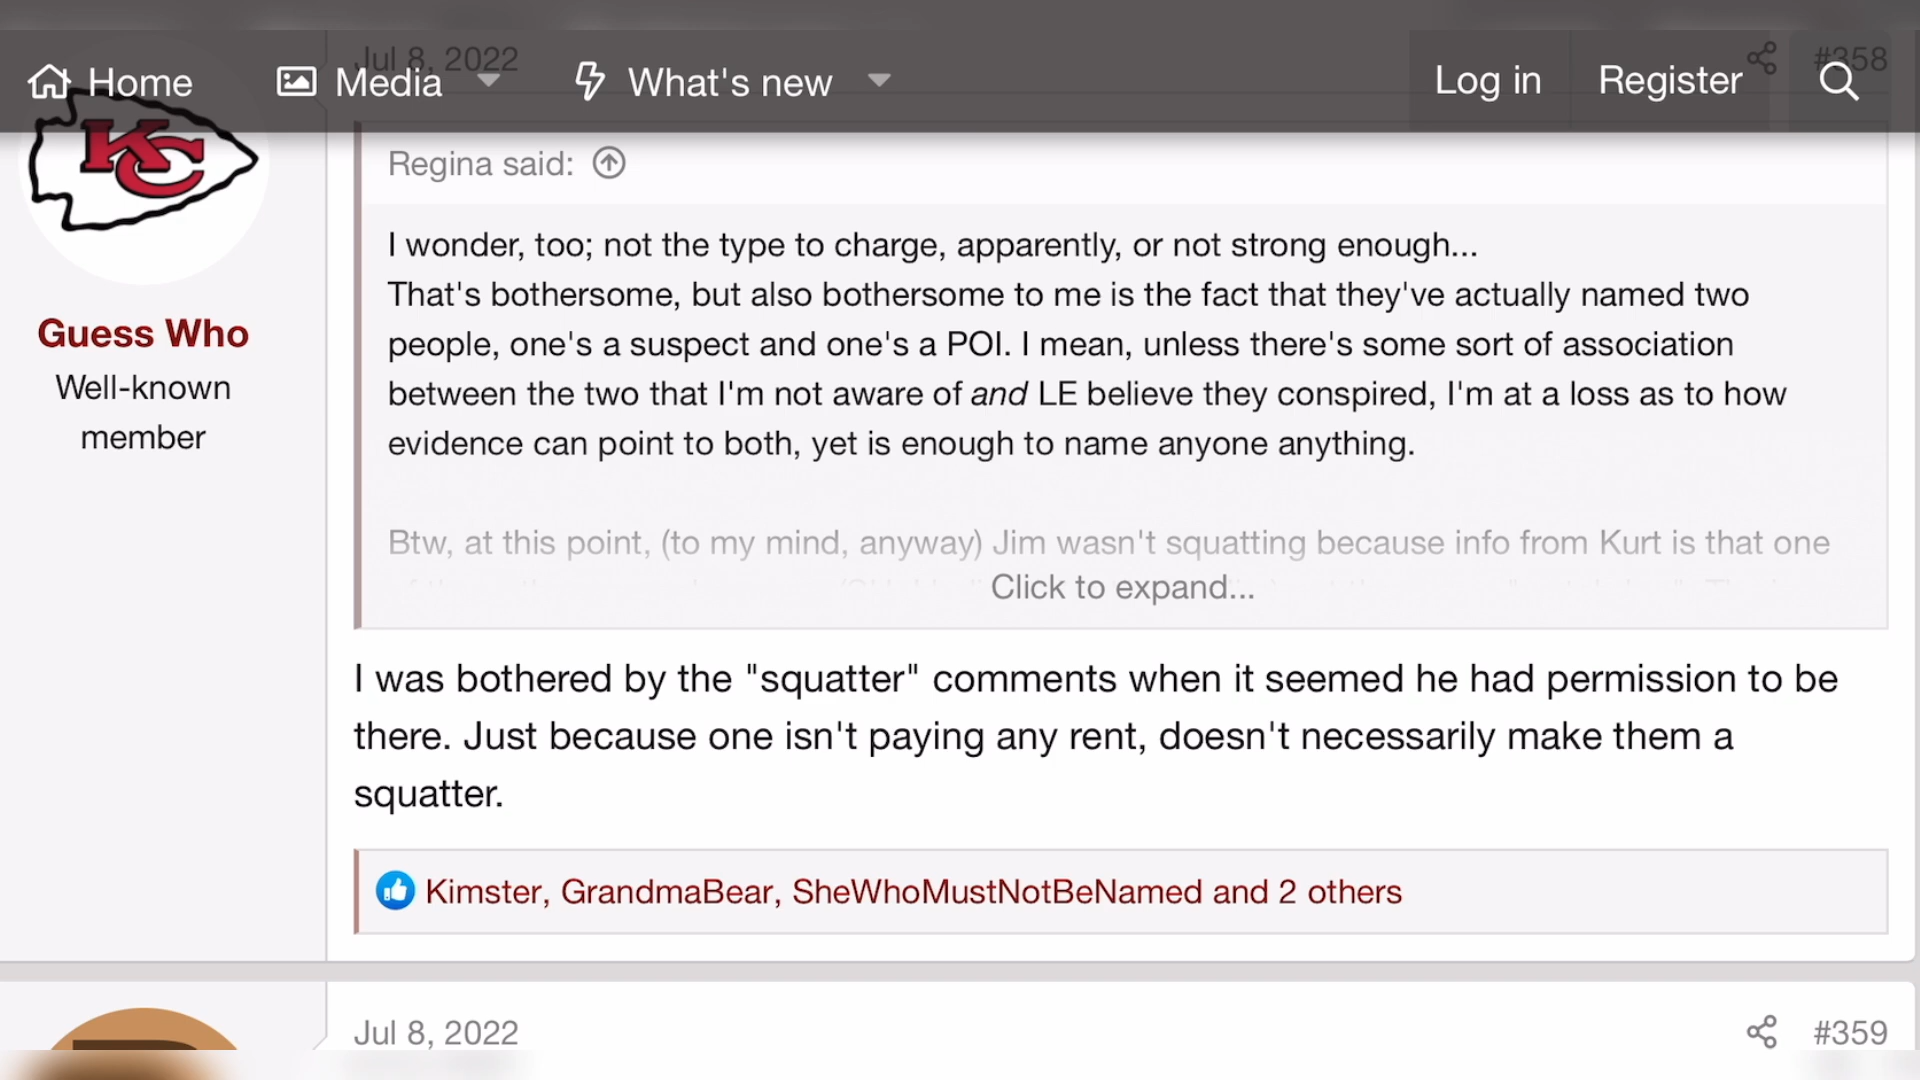 Jul 8, 2022
#358
Home
Media
What's new
Log in
Register
KC
Guess Who
Well-known
member
Regina said:
I wonder, too; not the type to charge, apparently, or not strong enough...
That's bothersome, but also bothersome to me is the fact that they've actually named two
people, one's a suspect and one's a POI. I mean, unless there's some sort of association
between the two that I'm not aware of and LE believe they conspired, I'm at a loss as to how
evidence can point to both, yet is enough to name anyone anything.
Btw, at this point, (to my mind, anyway) Jim wasn't squatting because info from Kurt is that one
Click to expand...
I was bothered by the "squatter" comments when it seemed he had permission to be
there. Just because one isn't paying any rent, doesn't necessarily make them a
squatter.
Kimster, GrandmaBear, SheWhoMustNotBeNamed and 2 others
Jul 8, 2022
#359